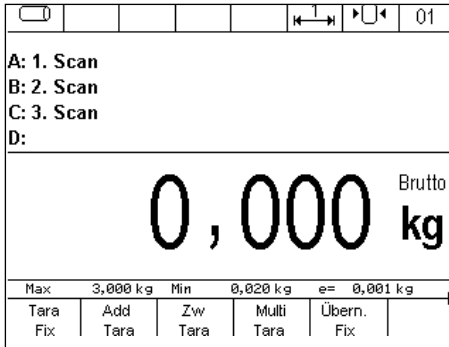 1 01
A: 1. Scan
B: 2. Scan
C: 3. Scan
D:
Brutto
0,000 kg
Max 3,000 kg Min 0,020 kg e= 0,001 kg
Tara Add Zw Multi Übern.
Fix Tara Tara Tara Fix